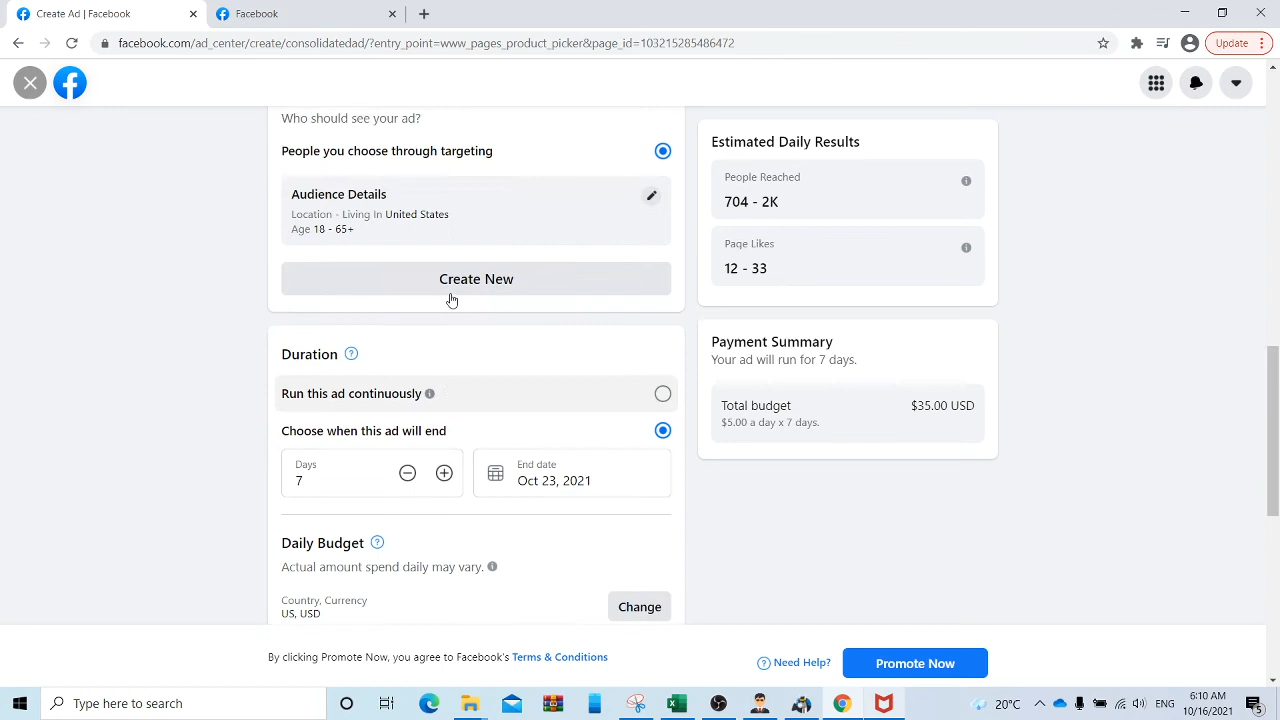 Create Ad | Facebook
Facebook
facebook.com/ad_center/create/consolidatedad/?entry_point=www_pages_product_picker&page_id=103215285486472
Update
Who should see your ad?
People you choose through targeting
Audience Details
Location - Living In United States
Age 18 - 65+
Create New
Duration
Run this ad continuously
Choose when this ad will end
Days
7
End date
Oct 23, 2021
Daily Budget
Actual amount spend daily may vary.
Country, Currency
US, USD
Change
Estimated Daily Results
People Reached
704 - 2K
Page Likes
12 - 33
Payment Summary
Your ad will run for 7 days.
Total budget
$35.00 USD
$5.00 a day x 7 days.
By clicking Promote Now, you agree to Facebook's Terms & Conditions
Need Help?
Promote Now
Type here to search
20°C
ENG
6:10 AM
10/16/2021
5